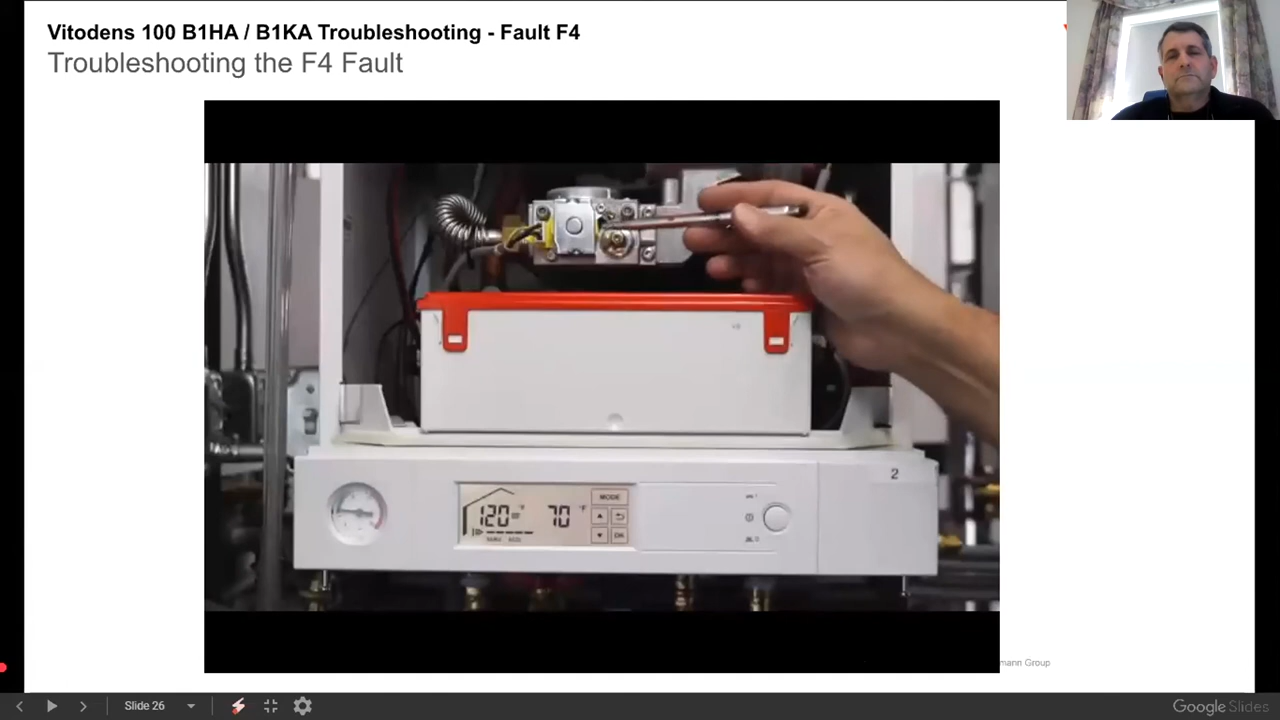 Vitodens 100 B1HA / B1KA Troubleshooting - Fault F4
Troubleshooting the F4 Fault
2
MODE
120 °F 70 °F
OK
mann Group
Slide 26
Google Slides